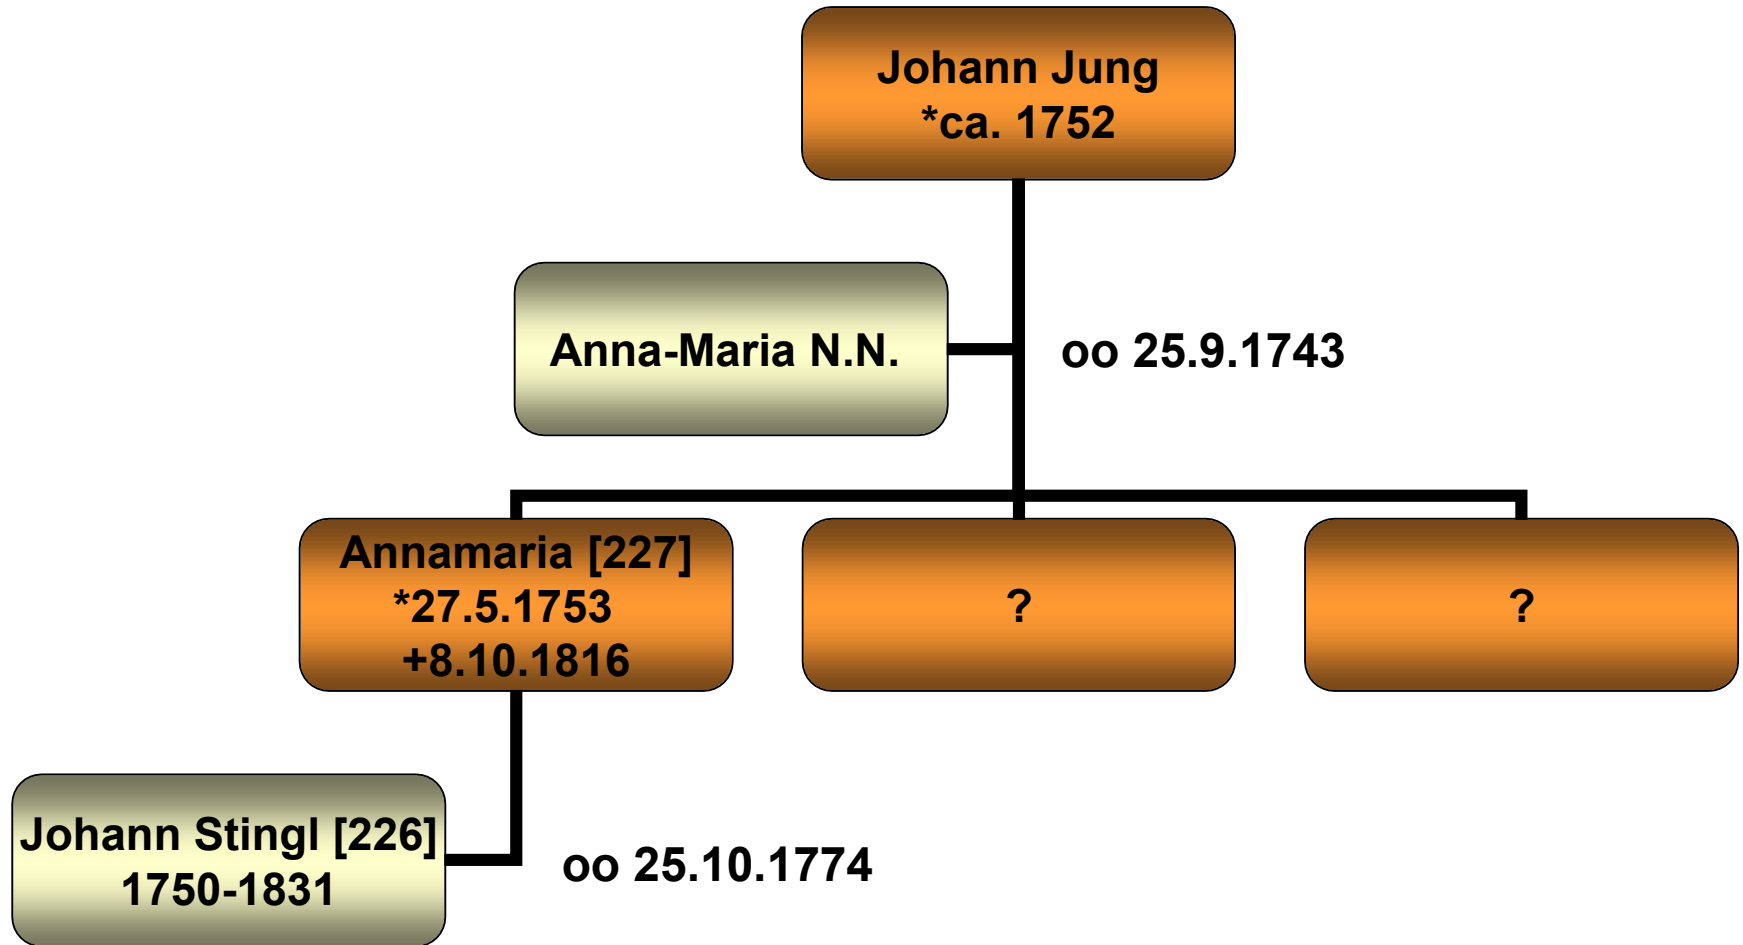 Johann Jung
*ca. 1752
Anna-Maria N.N.
oo 25.9.1743
Annamaria [227]
*27.5.1753
+8.10.1816
?
?
Johann Stingl [226]
1750-1831
oo 25.10.1774